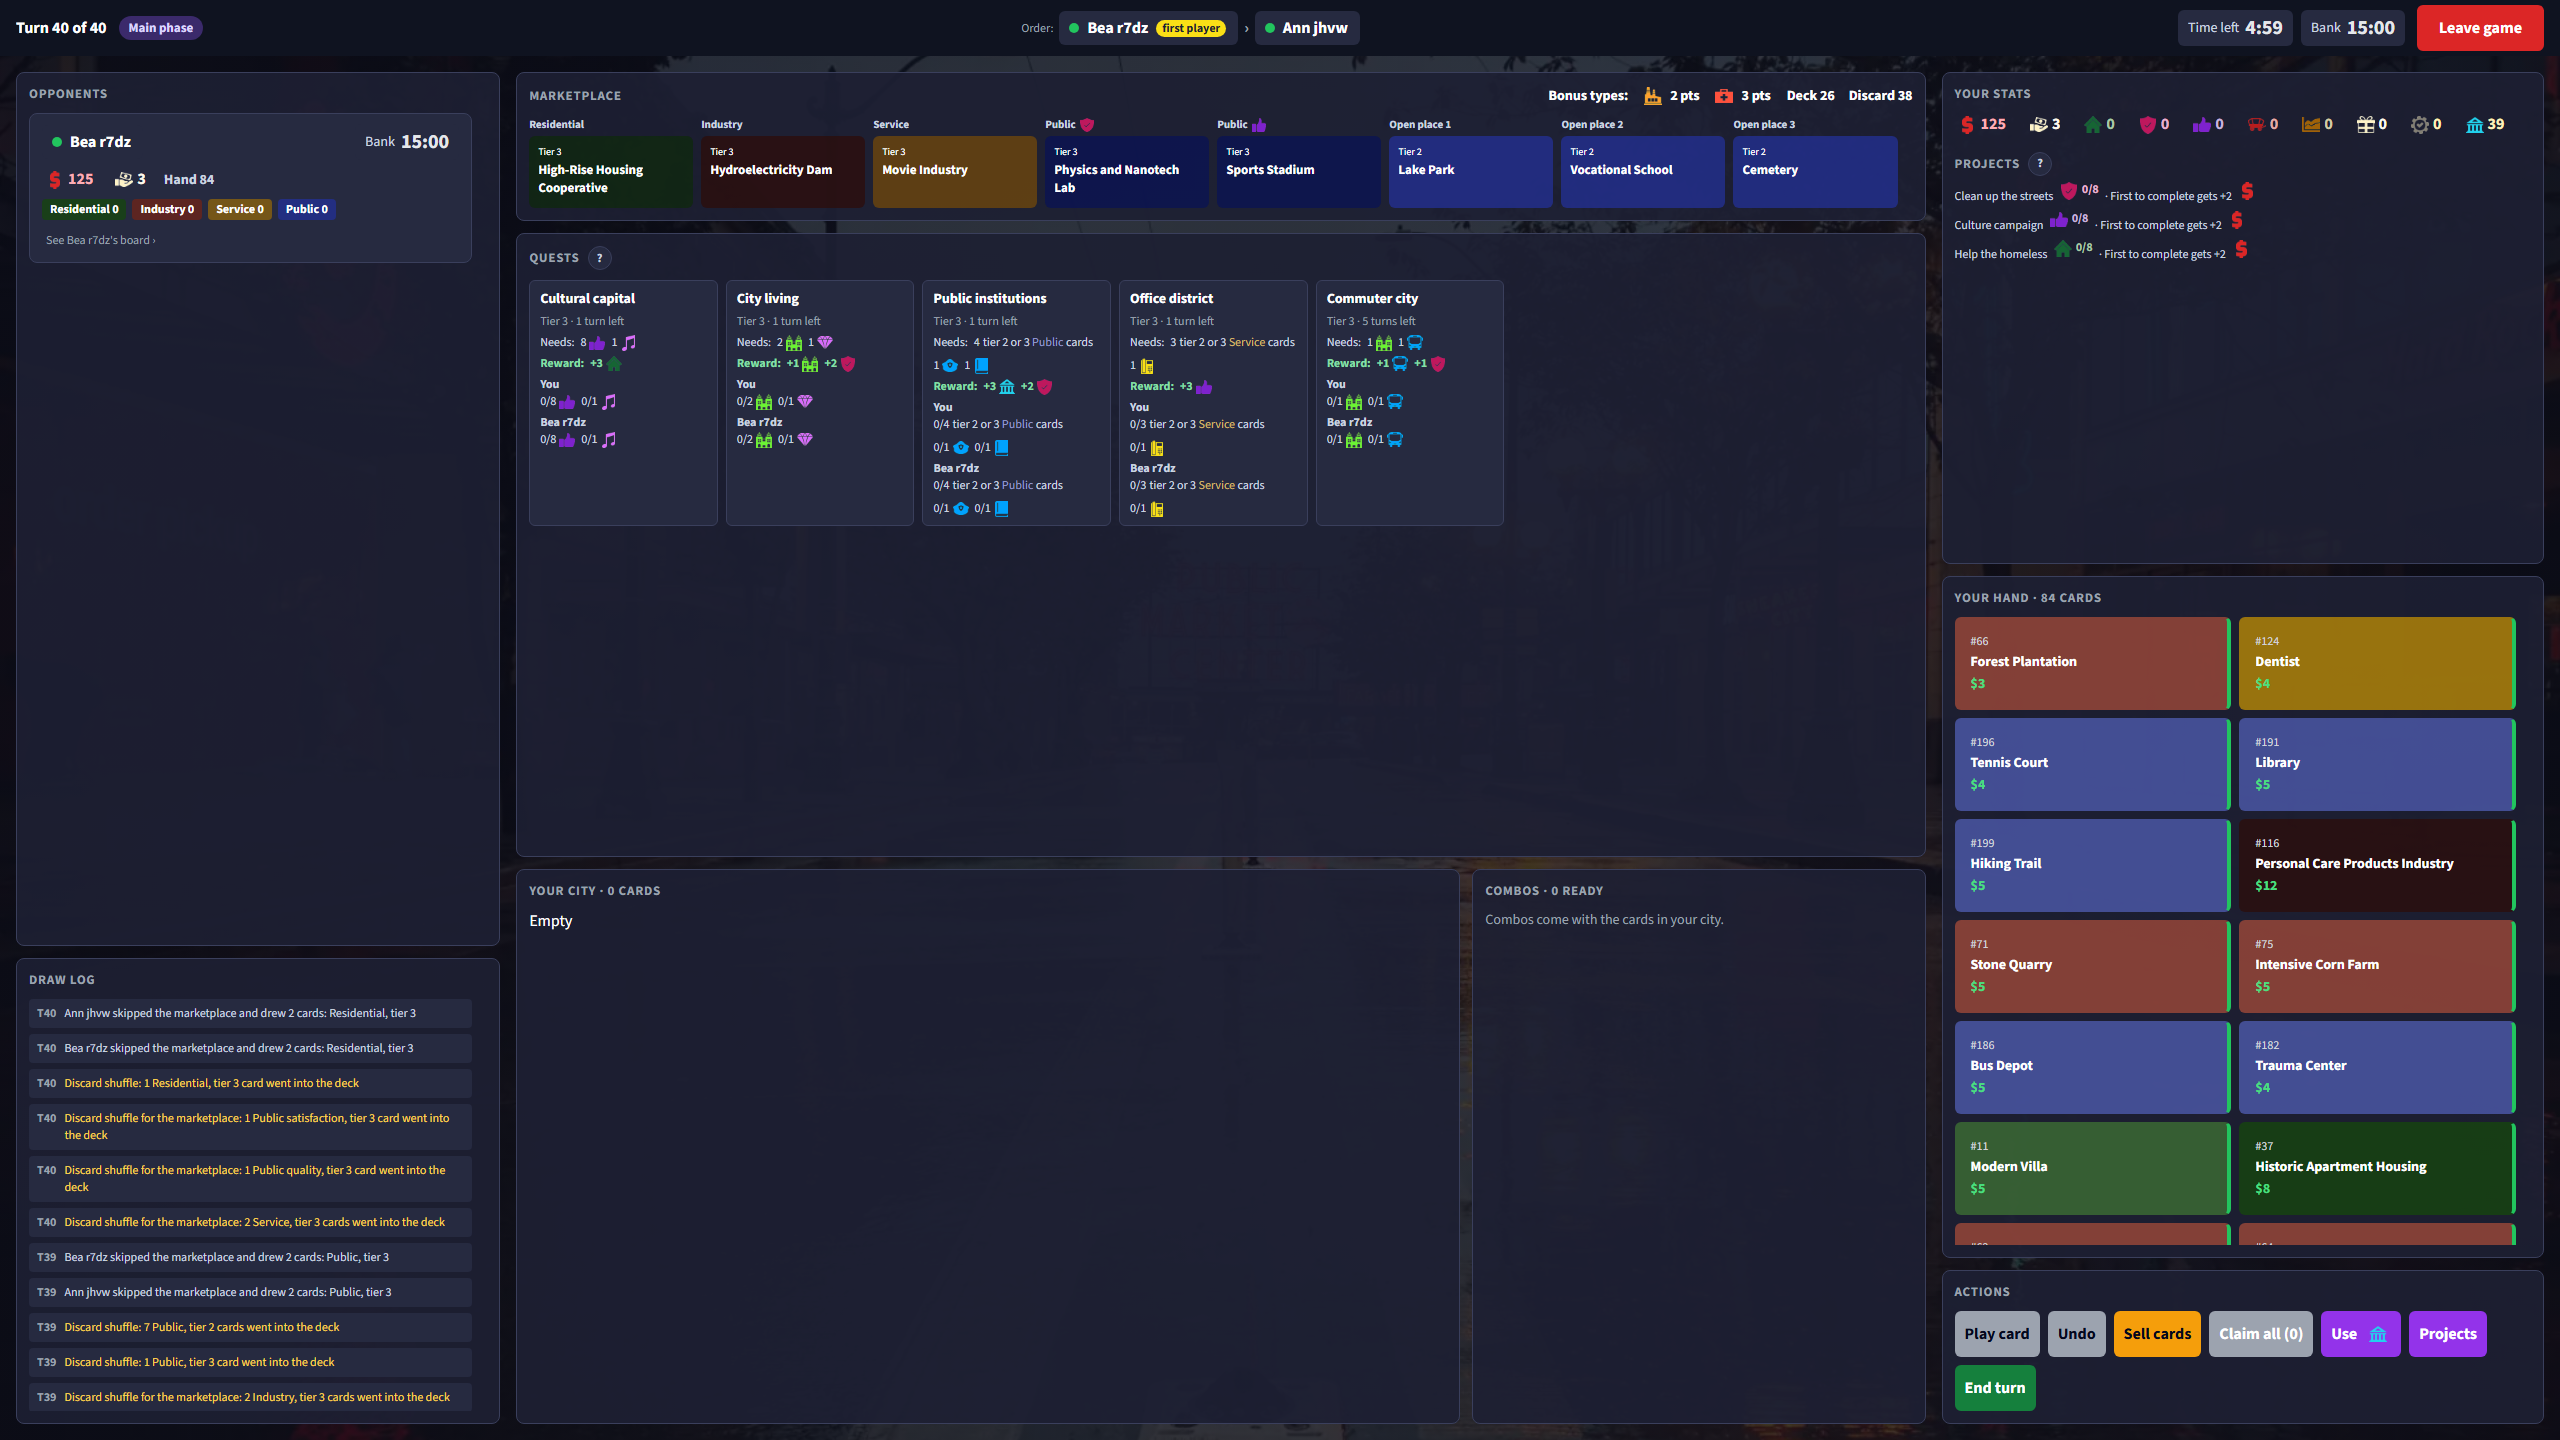 Turn 40 of 40 Main phase
Order: Bea r7dz first player › Ann jhvw
Time left 4:59 Bank 15:00 Leave game
OPPONENTS
Bea r7dz Bank 15:00
125 3 Hand 84
Residential 0 Industry 0 Service 0 Public 0
See Bea r7dz's board ›
DRAW LOG
T40 Ann jhvw skipped the marketplace and drew 2 cards: Residential, tier 3
T40 Bea r7dz skipped the marketplace and drew 2 cards: Residential, tier 3
T40 Discard shuffle: 1 Residential, tier 3 card went into the deck
T40 Discard shuffle for the marketplace: 1 Public satisfaction, tier 3 card went into
the deck
T40 Discard shuffle for the marketplace: 1 Public quality, tier 3 card went into the
deck
T40 Discard shuffle for the marketplace: 2 Service, tier 3 cards went into the deck
T39 Bea r7dz skipped the marketplace and drew 2 cards: Public, tier 3
T39 Ann jhvw skipped the marketplace and drew 2 cards: Public, tier 3
T39 Discard shuffle: 7 Public, tier 2 cards went into the deck
T39 Discard shuffle: 1 Public, tier 3 card went into the deck
T39 Discard shuffle for the marketplace: 2 Industry, tier 3 cards went into the deck
MARKETPLACE
Bonus types: 2 pts 3 pts Deck 26 Discard 38
Residential
Tier 3
High-Rise Housing
Cooperative
Industry
Tier 3
Hydroelectricity Dam
Service
Tier 3
Movie Industry
Public
Tier 3
Physics and Nanotech
Lab
Public
Tier 3
Sports Stadium
Open place 1
Tier 2
Lake Park
Open place 2
Tier 2
Vocational School
Open place 3
Tier 2
Cemetery
QUESTS ?
Cultural capital
Tier 3 · 1 turn left
Needs: 8 1
Reward: +3
You
0/8 0/1
Bea r7dz
0/8 0/1
City living
Tier 3 · 1 turn left
Needs: 2 1
Reward: +1 +2
You
0/2 0/1
Bea r7dz
0/2 0/1
Public institutions
Tier 3 · 1 turn left
Needs: 4 tier 2 or 3 Public cards
1 1
Reward: +3 +2
You
0/4 tier 2 or 3 Public cards
0/1 0/1
Bea r7dz
0/4 tier 2 or 3 Public cards
0/1 0/1
Office district
Tier 3 · 1 turn left
Needs: 3 tier 2 or 3 Service cards
1
Reward: +3
You
0/3 tier 2 or 3 Service cards
0/1
Bea r7dz
0/3 tier 2 or 3 Service cards
0/1
Commuter city
Tier 3 · 5 turns left
Needs: 1 1
Reward: +1 +1
You
0/1 0/1
Bea r7dz
0/1 0/1
YOUR CITY · 0 CARDS
Empty
COMBOS · 0 READY
Combos come with the cards in your city.
YOUR STATS
125 3 0 0 0 0 0 0 0 39
PROJECTS ?
Clean up the streets 0/8 · First to complete gets +2
Culture campaign 0/8 · First to complete gets +2
Help the homeless 0/8 · First to complete gets +2
YOUR HAND · 84 CARDS
#66
Forest Plantation
$3
#124
Dentist
$4
#196
Tennis Court
$4
#191
Library
$5
#199
Hiking Trail
$5
#116
Personal Care Products Industry
$12
#71
Stone Quarry
$5
#75
Intensive Corn Farm
$5
#186
Bus Depot
$5
#182
Trauma Center
$4
#11
Modern Villa
$5
#37
Historic Apartment Housing
$8
ACTIONS
Play card Undo Sell cards Claim all (0) Use Projects
End turn